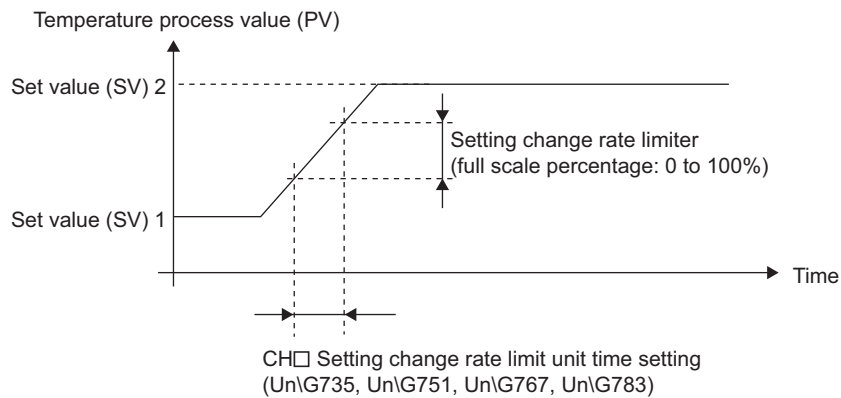 Temperature process value (PV)
Set value (SV) 2
Setting change rate limiter
(full scale percentage: 0 to 100%)
Set value (SV) 1
Time
CH□ Setting change rate limit unit time setting
(Un\G735, Un\G751, Un\G767, Un\G783)